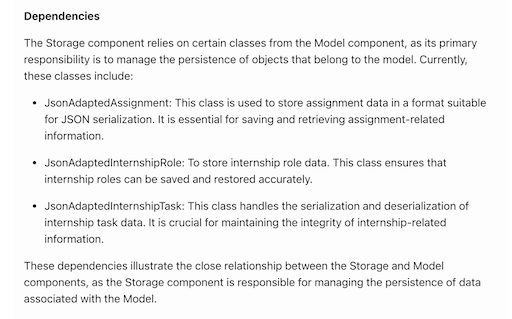 Dependencies
The Storage component relies on certain classes from the Model component, as its primary
responsibility is to manage the persistence of objects that belong to the model. Currently,
these classes include:
• JsonAdaptedAssignment: This class is used to store assignment data in a format suitable
for JSON serialization. It is essential for saving and retrieving assignment-related
information.
• JsonAdaptedInternshipRole: To store internship role data. This class ensures that
internship roles can be saved and restored accurately.
• JsonAdaptedInternshipTask: This class handles the serialization and deserialization of
internship task data. It is crucial for maintaining the integrity of internship-related
information.
These dependencies illustrate the close relationship between the Storage and Model
components, as the Storage component is responsible for managing the persistence of data
associated with the Model.